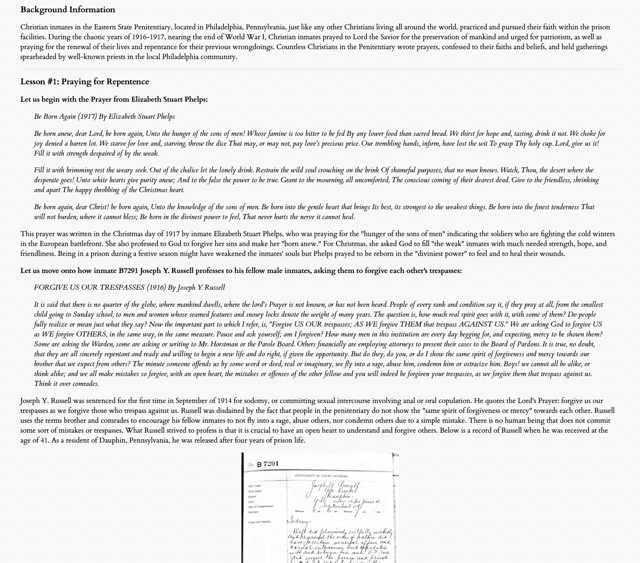 Background Information
Christian inmates in the Eastern State Penitentiary, located in Philadelphia, Pennsylvania, just like any other Christians living all around the world, practiced and pursued their faith within the prison
facilities. During the chaotic years of 1916-1917, nearing the end of World War I, Christian inmates prayed to Lord the Savior for the preservation of mankind and urged for patriotism, as well as
praying for the renewal of their lives and repentance for their previous wrongdoings. Countless Christians in the Penitentiary wrote prayers, confessed to their faiths and beliefs, and held gatherings
spearheaded by well-known priests in the local Philadelphia community.
Lesson #1: Praying for Repentence
Let us begin with the Prayer from Elizabeth Stuart Phelps:
Be Born Again (1917) By Elizabeth Stuart Phelps
Be born anew, dear Lord, be born again, Unto the hunger of the sons of men! Whose famine is too bitter to be fed By any lower food than sacred bread. We thirst for hope and, tasting, drink it not. We choke for
joy denied a barren lot. We starve for love and, starving, throw the dice That may, or may not, pay love's precious price. Our trembling hands, infirm, have lost the wit To grasp Thy holy cup. Lord, give us it!
Fill it with strength despaired of by the weak.
Fill it with brimming rest the weary seek. Out of the chalice let the lonely drink. Restrain the wild soul crouching on the brink Of shameful purposes, that no man knows. Watch, Thou, the desert where the
desperate goes! Unto white hearts give purity anew; And to the false the power to be true. Grant to the mourning, all uncomforted, The conscious coming of their dearest dead. Give to the friendless, shrinking
and apart The happy throbbing of the Christmas heart.
Be born again, dear Christ! be born again, Unto the knowledge of the sons of men. Be born into the gentle heart that brings Its best, its strongest to the weakest things. Be born into the finest tenderness That
will not burden, where it cannot bless; Be born in the divinest power to feel, That never hurts the nerve it cannot heal.
This prayer was written in the Christmas day of 1917 by inmate Elizabeth Stuart Phelps, who was praying for the "hunger of the sons of men" indicating the soldiers who are fighting the cold winters
in the European battlefront. She also professed to God to forgive her sins and make her "born anew." For Christmas, she asked God to fill "the weak" inmates with much needed strength, hope, and
friendliness. Being in a prison during a festive season might have weakened the inmates' souls but Phelps prayed to be reborn in the "diviniest power" to feel and to heal their wounds.
Let us move onto how inmate B7291 Joseph Y. Russell professes to his fellow male inmates, asking them to forgive each other's trespasses:
FORGIVE US OUR TRESPASSES (1916) By Joseph Y. Russell
It is said that there is no quarter of the globe, where mankind dwells, where the lord's Prayer is not known, or has not been heard. People of every rank and condition say it, if they pray at all, from the smallest
child going to Sunday school, to men and women whose seamed features and snowy locks denote the weight of many years. The question is, how much real spirit goes with it, with some of them? Do people
fully realize or mean just what they say? Now the important part to which I refer, is, "Forgive US OUR trespasses; AS WE forgive THEM that trespass AGAINST US." We are asking God to forgive US
as WE forgive OTHERS, in the same way, in the same measure. Pause and ask yourself; am I forgiven? How many men in this institution are every day begging for, and expecting, mercy to be shown them?
Some are asking the Warden, some are asking or writing to Mr. Horstman or the Parole Board. Others financially are employing attorneys to present their cases to the Board of Pardons. It is true, no doubt,
that they are all sincerely repentant and ready and willing to begin a new life and do right, if given the opportunity. But do they, do you, or do I show the same spirit of forgiveness and mercy towards our
brother that we expect from others? The minute someone offends us by some word or deed, real or imaginary, we fly into a rage, abuse him, condemn him or ostracize him. Boys! we cannot all be alike, or
think alike; and we all make mistakes so forgive, with an open heart, the mistakes or offenses of the other fellow and you will indeed be forgiven your trespasses, as we forgive them that trespass against us.
Think it over comrades.
Joseph Y. Russell was sentenced for the first time in September of 1914 for sodomy, or committing sexual intercourse involving anal or oral copulation. He quotes the Lord's Prayer: forgive us our
trespasses as we forgive those who trespass against us. Russell was disdained by the fact that people in the penitentiary do not show the "same spirit of forgiveness or mercy" towards each other. Russell
uses the terms brother and comrades to encourage his fellow inmates to not fly into a rage, abuse others, nor condemn others due to a simple mistake. There is no human being that does not commit
some sort of mistakes or trespasses. What Russell strived to profess is that it is crucial to have an open heart to understand and forgive others. Below is a record of Russell when he was received at the
age of 41. As a resident of Dauphin, Pennsylvania, he was released after four years of prison life.
B 7291
Sodomy